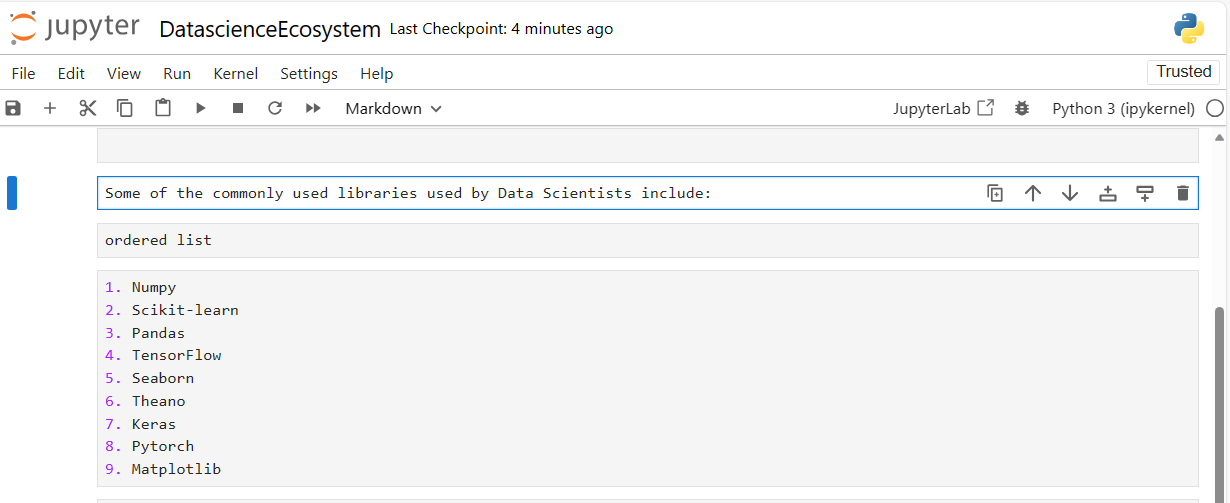 jupyter DatascienceEcosystem Last Checkpoint: 4 minutes ago
File Edit View Run Kernel Settings Help Trusted
Markdown JupyterLab Python 3 (ipykernel)
Some of the commonly used libraries used by Data Scientists include:
ordered list
1. Numpy
2. Scikit-learn
3. Pandas
4. TensorFlow
5. Seaborn
6. Theano
7. Keras
8. Pytorch
9. Matplotlib